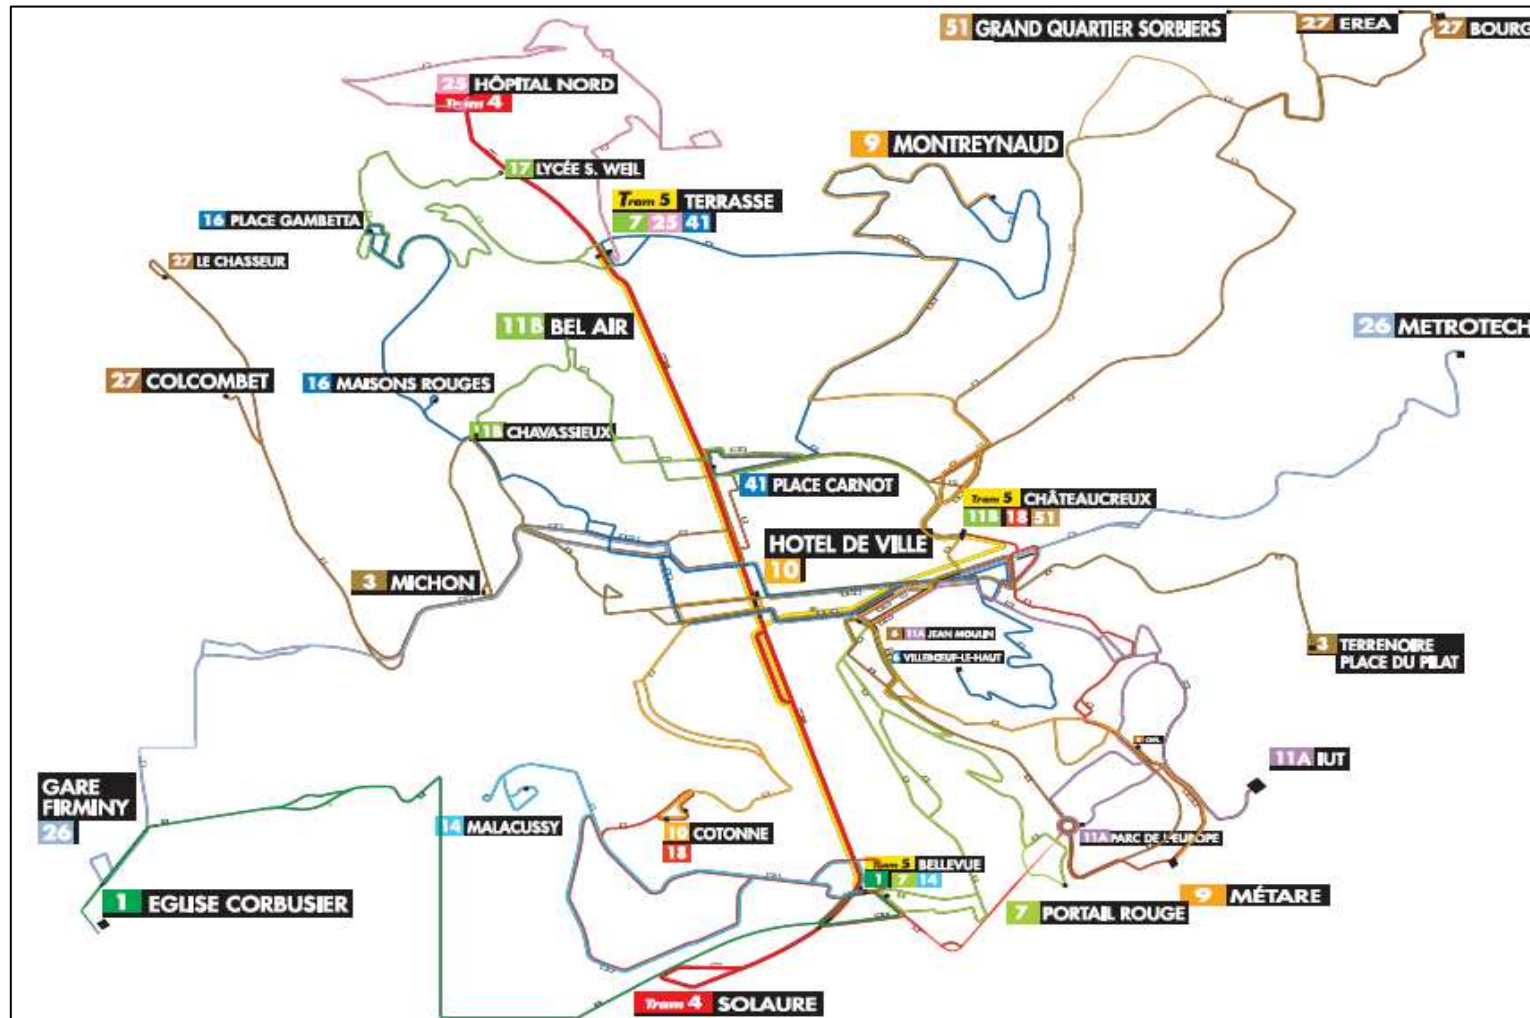 51 GRAND QUARTIER SORBIERS
27 EREA
27 BOURG
25 HÔPITAL NORD
Tram 4
9 MONTREYNAUD
17 LYCÉE S. WEIL
Tram 5 TERRASSE
7 25 41
16 PLACE GAMBETTA
27 LE CHASSEUR
11B BEL AIR
26 METROTECH
27 COLCOMBET
16 MAISONS ROUGES
11B CHAVASSIEUX
41 PLACE CARNOT
Tram 5 CHÂTEAUCREUX
11B 18 51
HOTEL DE VILLE
10
3 MICHON
6 11A JEAN MOULIN
6 VILLEBŒUF-LE-HAUT
3 TERRENOIRE
PLACE DU PILAT
11A IUT
GARE
FIRMINY
26
14 MALACUSSY
10 COTONNE
18
11A PARC DE L'EUROPE
Tram 5 BELLEVUE
1 7 14
1 EGLISE CORBUSIER
7 PORTAIL ROUGE
9 MÉTARE
Tram 4 SOLAURE